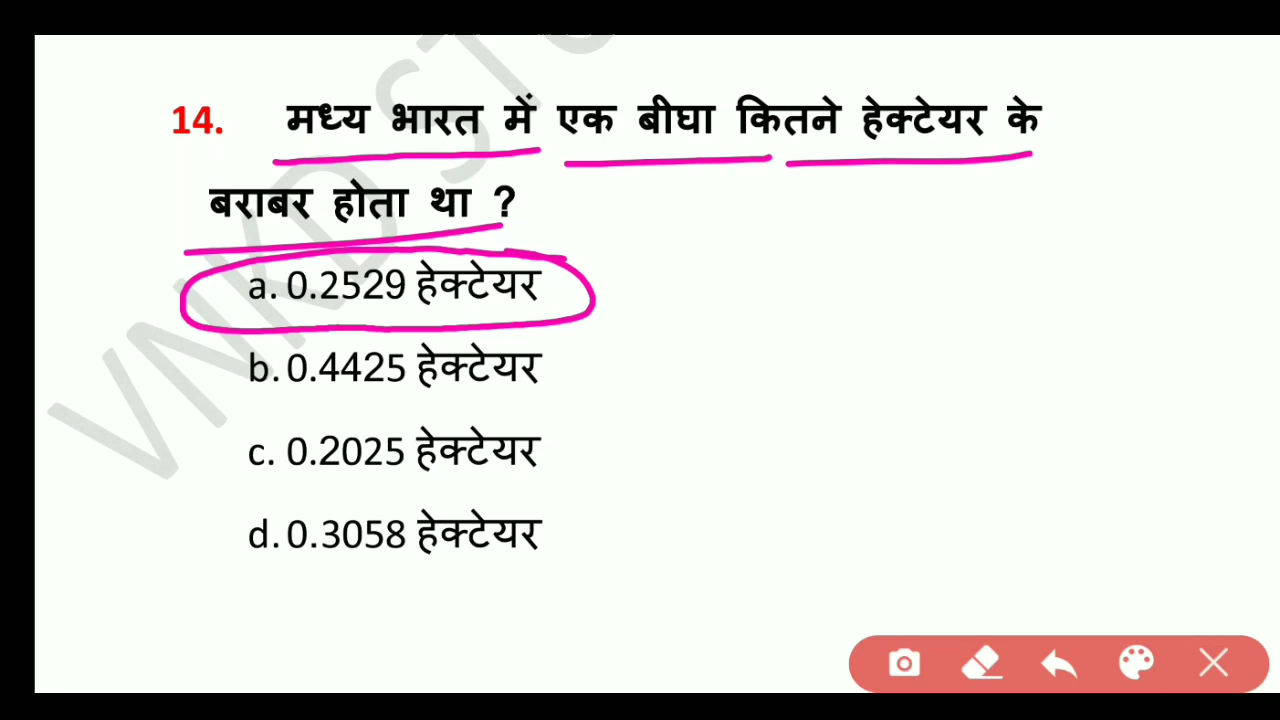 14. मध्य भारत में एक बीघा कितने हेक्टेयर के
बराबर होता था ?
a. 0.2529 हेक्टेयर
b. 0.4425 हेक्टेयर
c. 0.2025 हेक्टेयर
d. 0.3058 हेक्टेयर